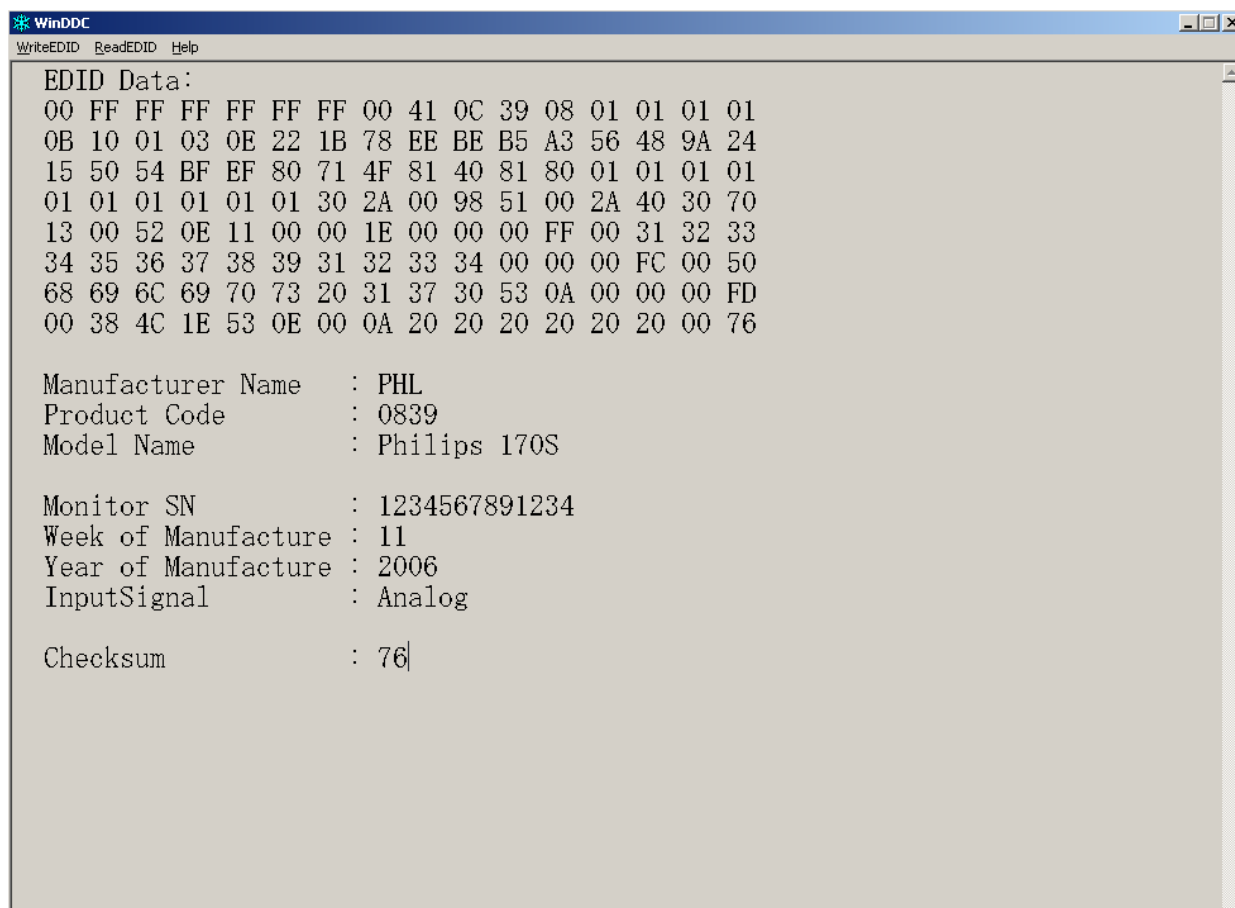 WinDDC
WriteEDID ReadEDID Help
EDID Data:
00 FF FF FF FF FF FF 00 41 0C 39 08 01 01 01 01
0B 10 01 03 0E 22 1B 78 EE BE B5 A3 56 48 9A 24
15 50 54 BF EF 80 71 4F 81 40 81 80 01 01 01 01
01 01 01 01 01 01 30 2A 00 98 51 00 2A 40 30 70
13 00 52 0E 11 00 00 1E 00 00 00 FF 00 31 32 33
34 35 36 37 38 39 31 32 33 34 00 00 00 FC 00 50
68 69 6C 69 70 73 20 31 37 30 53 0A 00 00 00 FD
00 38 4C 1E 53 0E 00 0A 20 20 20 20 20 20 00 76
Manufacturer Name : PHL
Product Code : 0839
Model Name : Philips 170S
Monitor SN : 1234567891234
Week of Manufacture : 11
Year of Manufacture : 2006
InputSignal : Analog
Checksum : 76